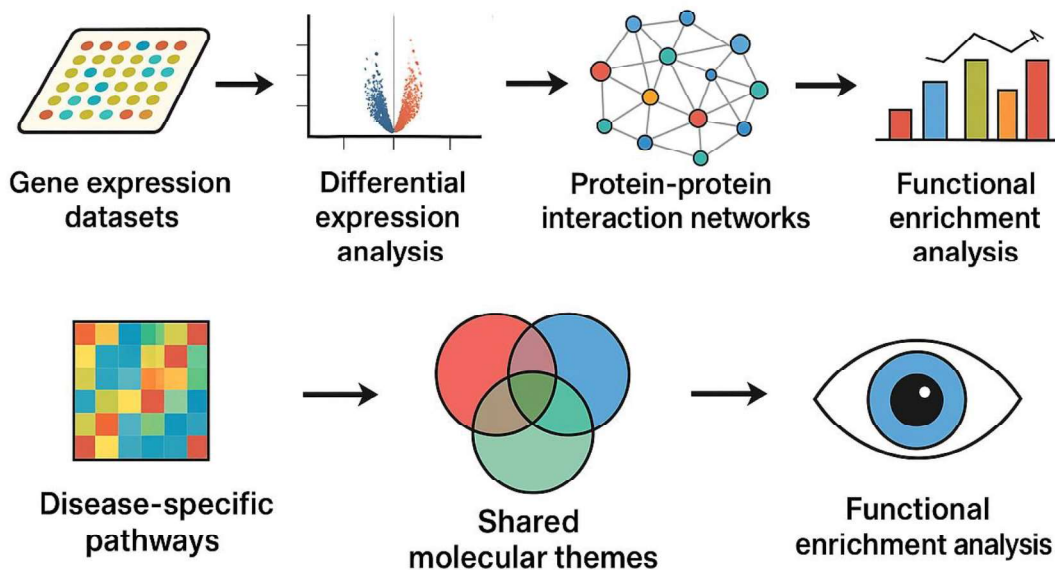 Gene expression
datasets
Differential
expression
analysis
Protein-protein
interaction networks
Functional
enrichment
analysis
Disease-specific
pathways
Shared
molecular themes
Functional
enrichment analysis